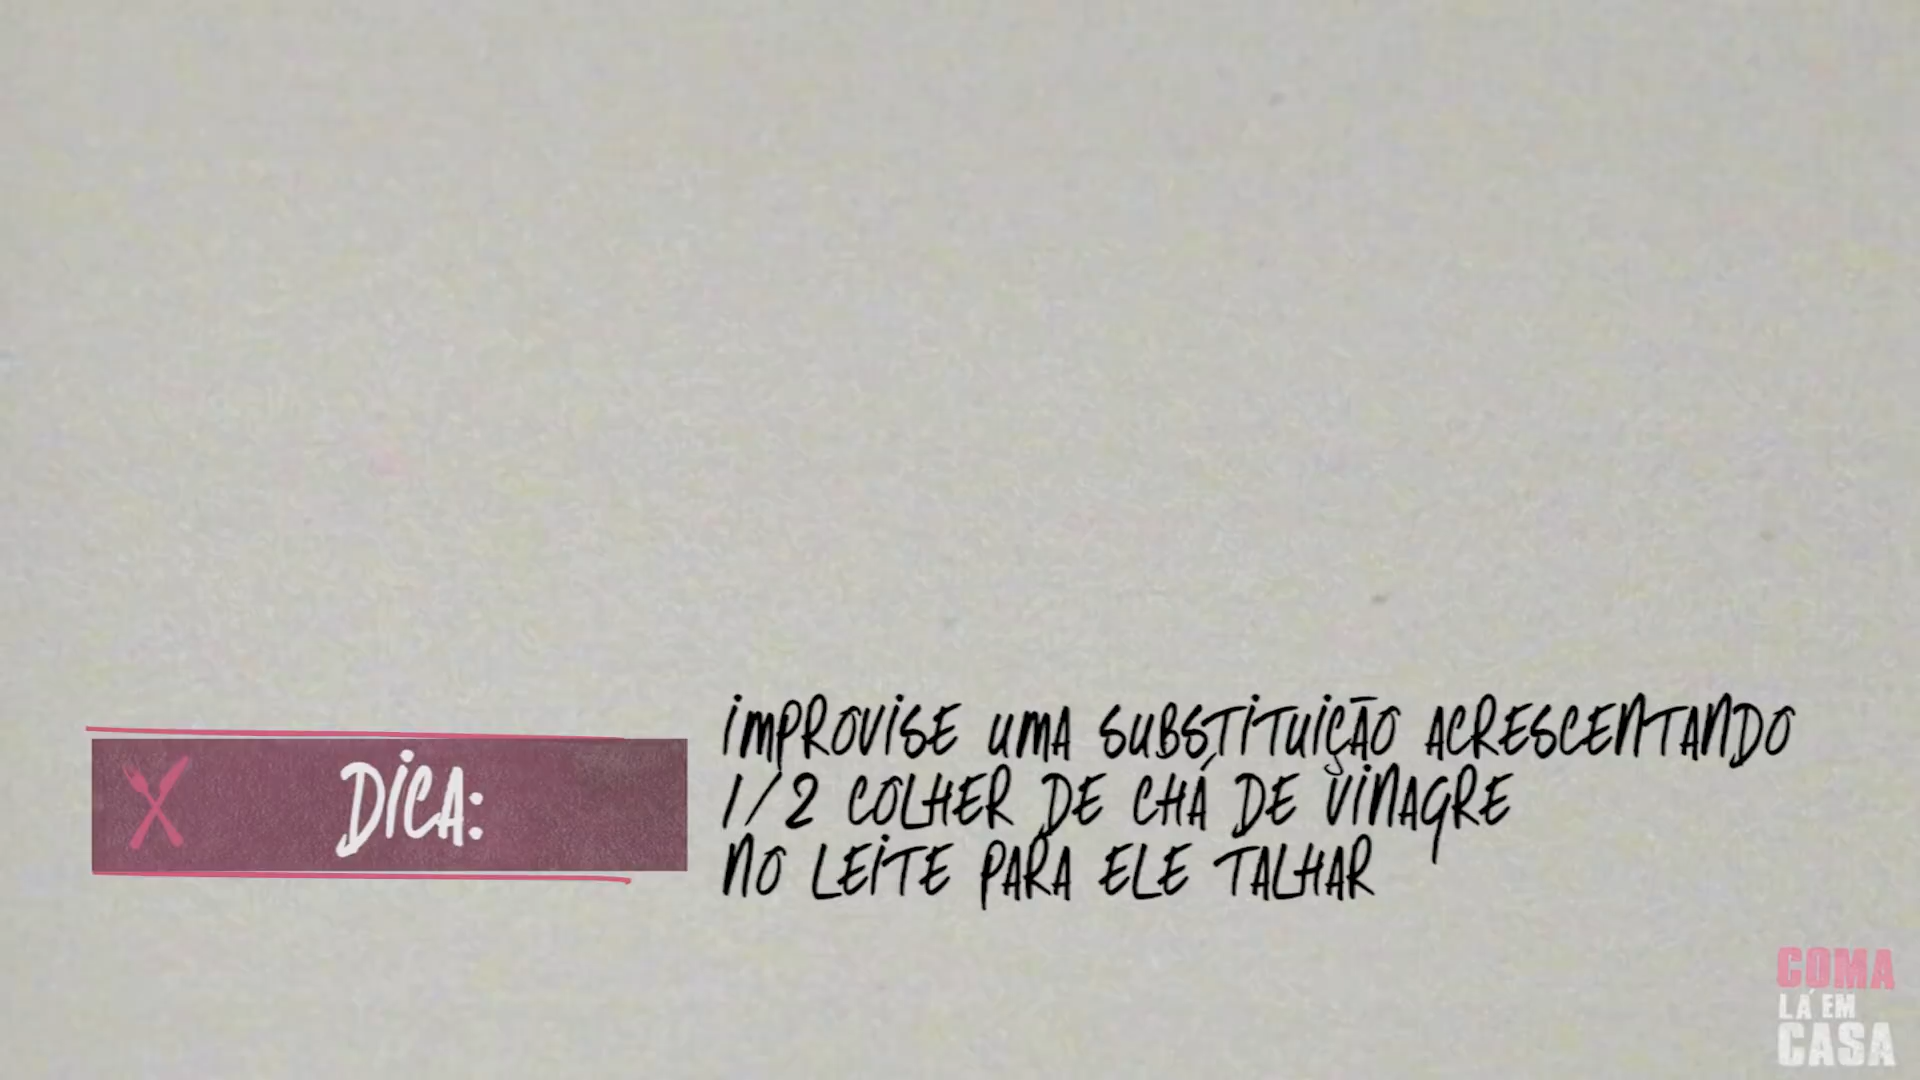 DICA:
IMPROVISE UMA SUBSTITUIÇÃO ACRESCENTANDO
1/2 COLHER DE CHÁ DE VINAGRE
NO LEITE PARA ELE TALHAR
COMA
LÁ EM
CASA